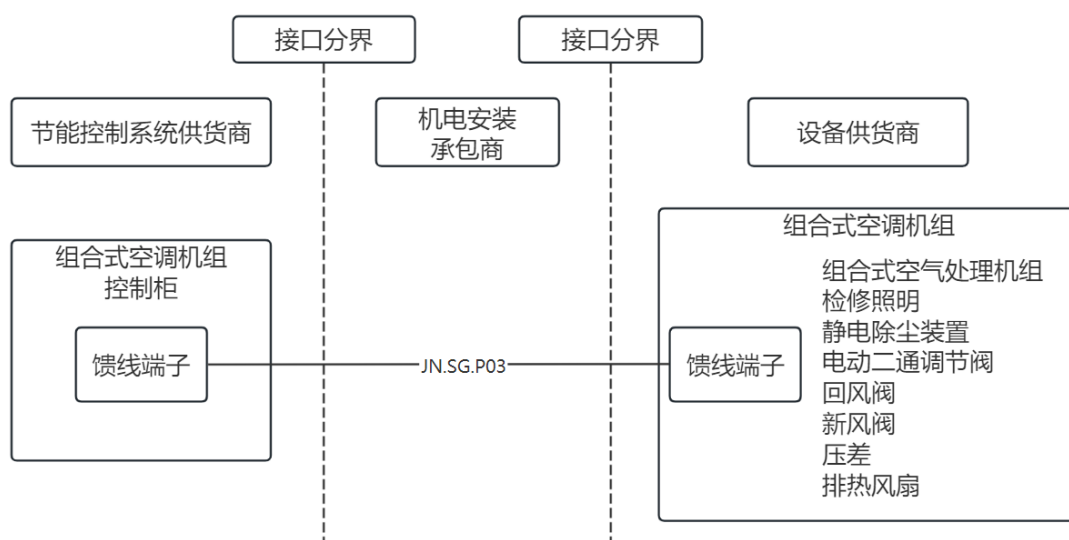 接口分界
接口分界
节能控制系统供货商
机电安装
承包商
设备供货商
组合式空调机组
控制柜
馈线端子
JN.SG.P03
组合式空调机组
馈线端子
组合式空气处理机组
检修照明
静电除尘装置
电动二通调节阀
回风阀
新风阀
压差
排热风扇